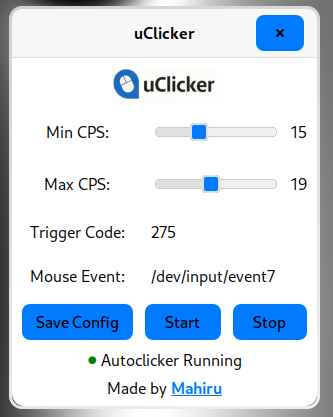 uClicker ×
uClicker
Min CPS: 15
Max CPS: 19
Trigger Code: 275
Mouse Event: /dev/input/event7
Save Config Start Stop
Autoclicker Running
Made by Mahiru